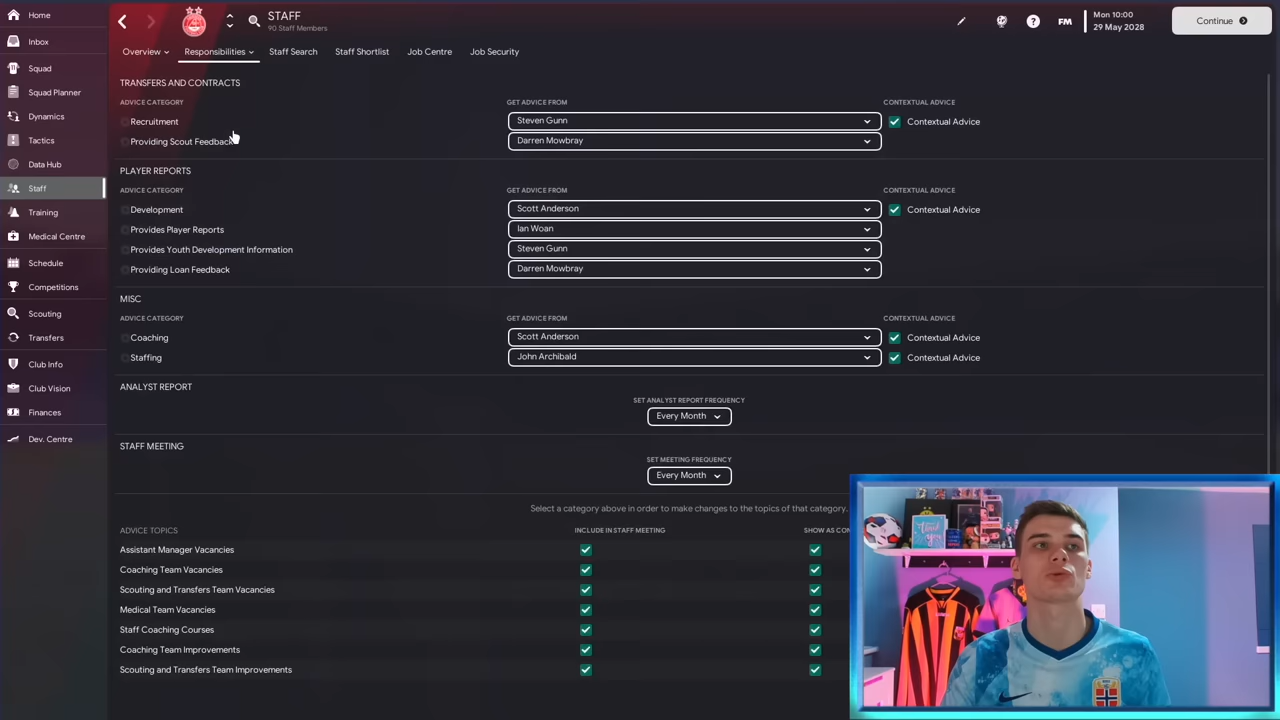 Home
Inbox
Squad
Squad Planner
Dynamics
Tactics
Data Hub
Staff
Training
Medical Centre
Schedule
Competitions
Scouting
Transfers
Club Info
Club Vision
Finances
Dev. Centre
STAFF
90 Staff Members
FM
Mon 10:00
29 May 2028
Continue
Overview
Responsibilities
Staff Search
Staff Shortlist
Job Centre
Job Security
TRANSFERS AND CONTRACTS
ADVICE CATEGORY GET ADVICE FROM CONTEXTUAL ADVICE
Recruitment Steven Gunn Contextual Advice
Providing Scout Feedback Darren Mowbray
PLAYER REPORTS
ADVICE CATEGORY GET ADVICE FROM CONTEXTUAL ADVICE
Development Scott Anderson Contextual Advice
Provides Player Reports Ian Woan
Provides Youth Development Information Steven Gunn
Providing Loan Feedback Darren Mowbray
MISC
ADVICE CATEGORY GET ADVICE FROM CONTEXTUAL ADVICE
Coaching Scott Anderson Contextual Advice
Staffing John Archibald Contextual Advice
ANALYST REPORT
SET ANALYST REPORT FREQUENCY
Every Month
STAFF MEETING
SET MEETING FREQUENCY
Every Month
Select a category above in order to make changes to the topics of that category.
ADVICE TOPICS INCLUDE IN STAFF MEETING SHOW AS CON
Assistant Manager Vacancies
Coaching Team Vacancies
Scouting and Transfers Team Vacancies
Medical Team Vacancies
Staff Coaching Courses
Coaching Team Improvements
Scouting and Transfers Team Improvements